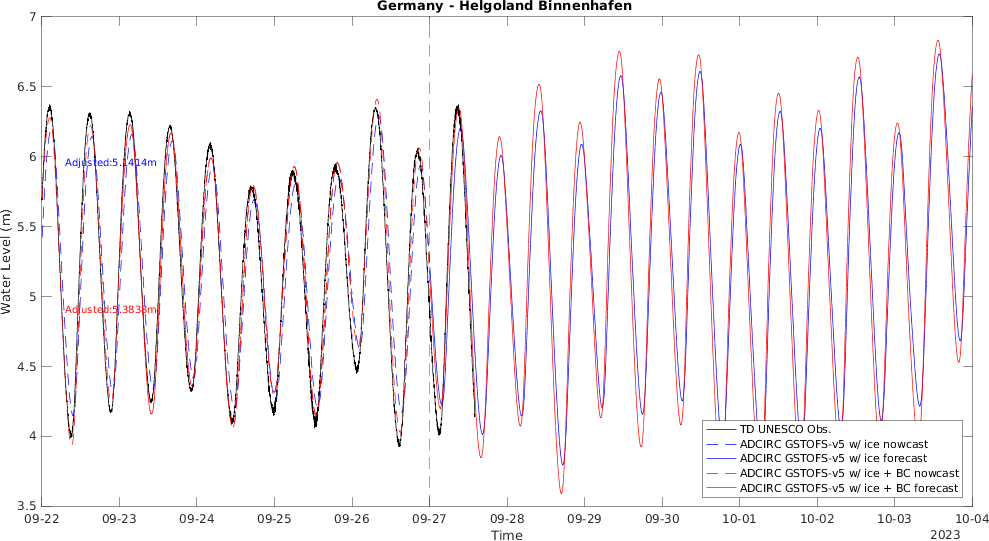 Germany - Helgoland Binnenhafen
7
6.5
6
5.5
5
4.5
4
3.5
Water Level (m)
Adjusted:5.1414m
Adjusted:5.3833m
TD UNESCO Obs.
ADCIRC GSTOFS-v5 w/ ice nowcast
ADCIRC GSTOFS-v5 w/ ice forecast
ADCIRC GSTOFS-v5 w/ ice + BC nowcast
ADCIRC GSTOFS-v5 w/ ice + BC forecast
09-22 09-23 09-24 09-25 09-26 09-27 09-28 09-29 09-30 10-01 10-02 10-03 10-04
Time
2023